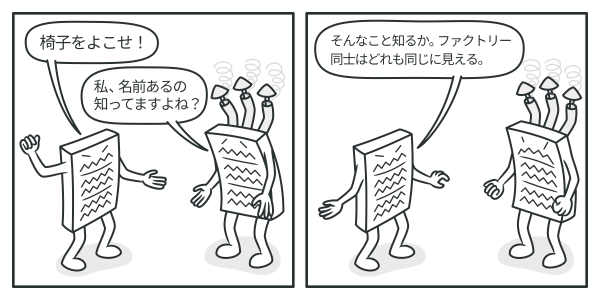 椅子をよこせ！
私、名前あるの
知ってますよね？
そんなこと知るか。ファクトリー
同士はどれも同じに見える。